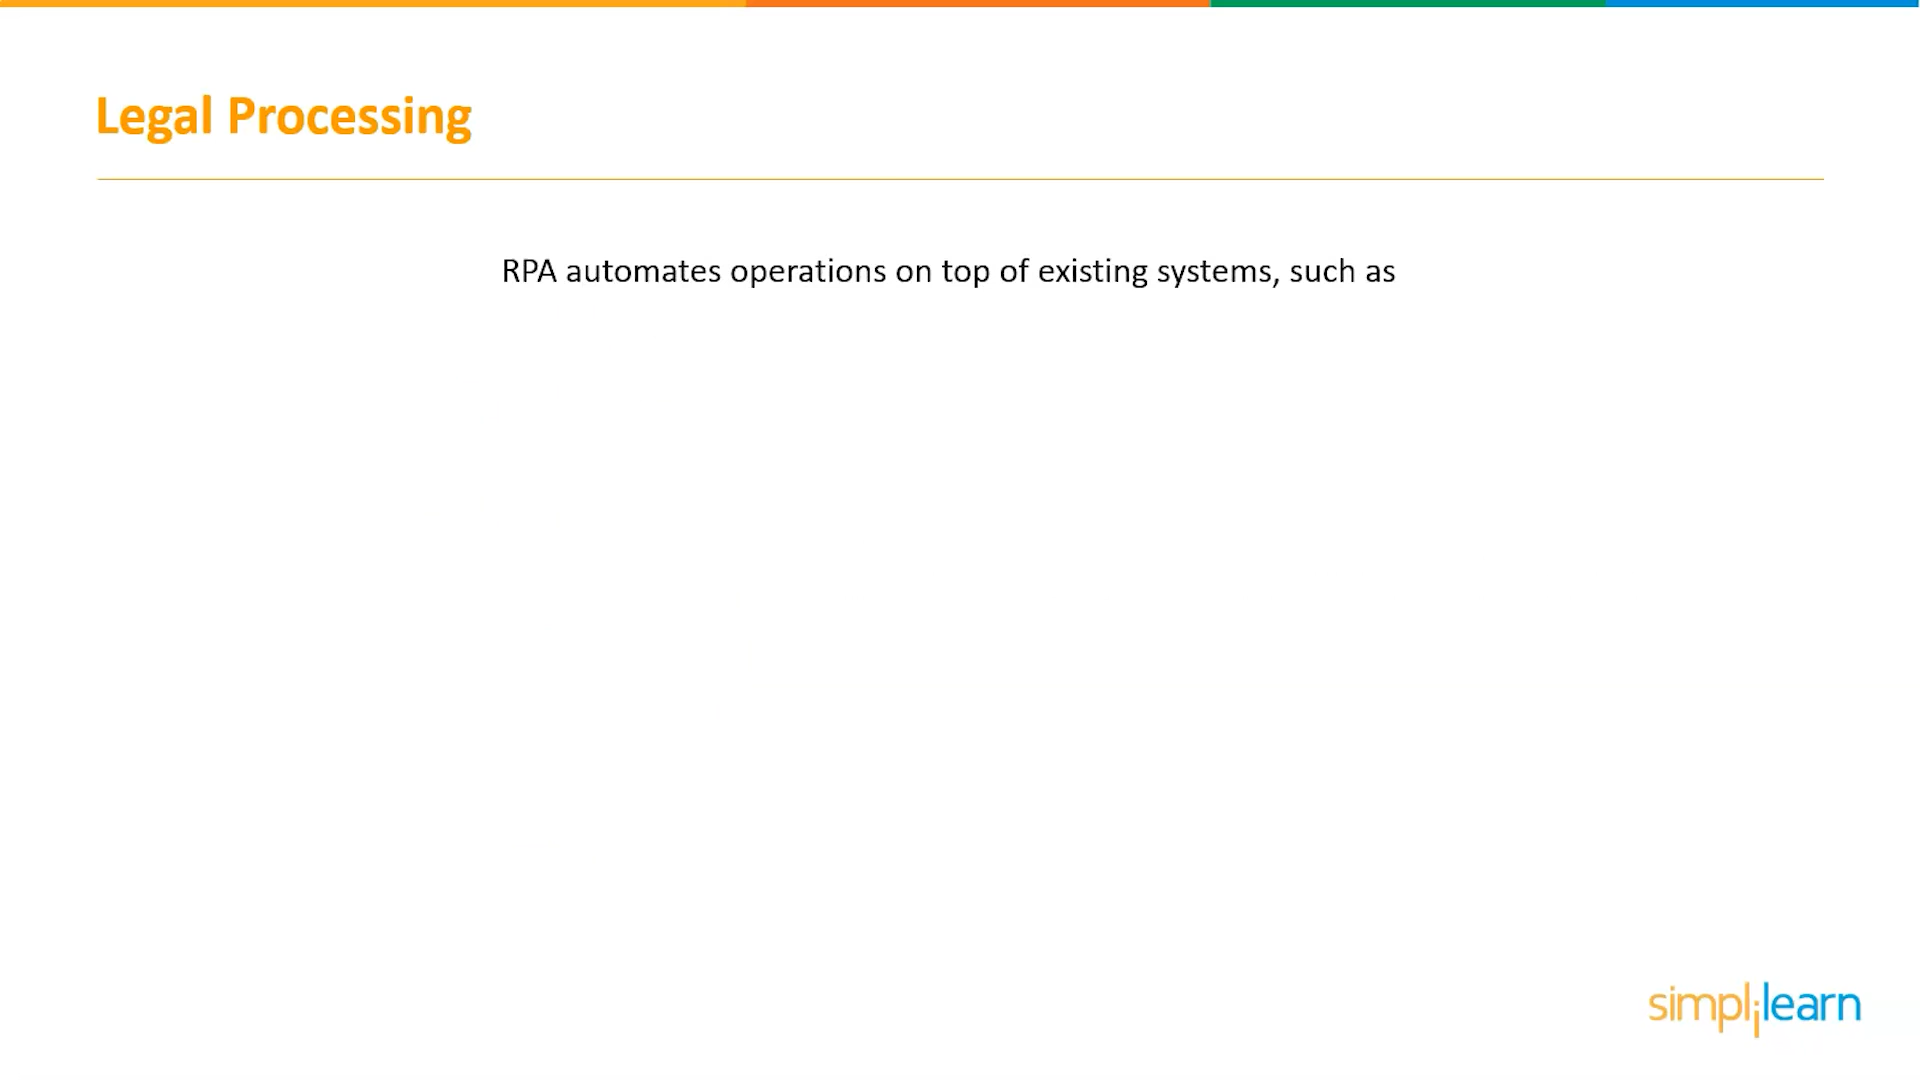 Legal Processing
RPA automates operations on top of existing systems, such as
simplilearn